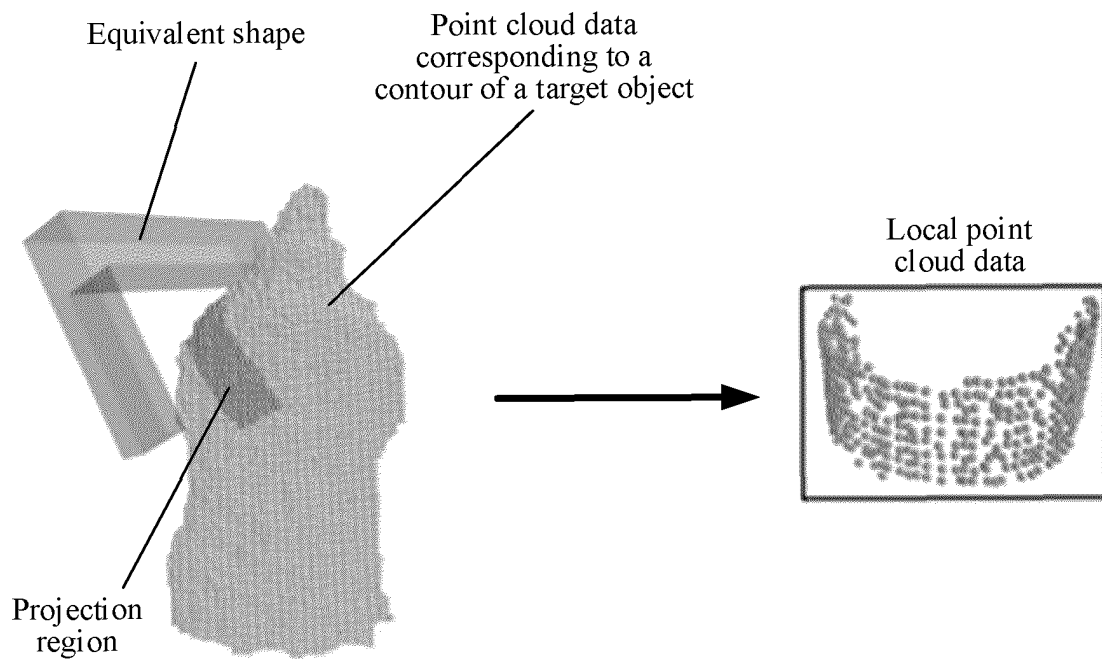 Equivalent shape
Point cloud data
corresponding to a
contour of a target object
Local point
cloud data
Projection
region